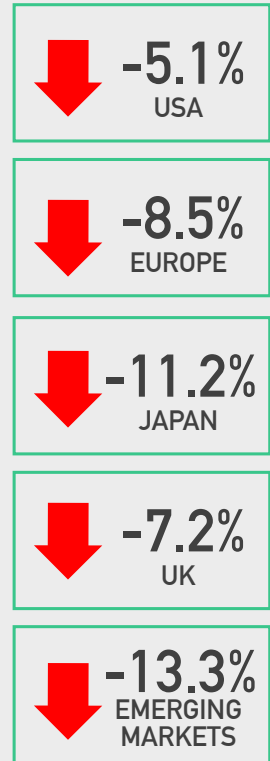 -5.1%
USA
-8.5%
EUROPE
-11.2%
JAPAN
-7.2%
UK
-13.3%
EMERGING
MARKETS